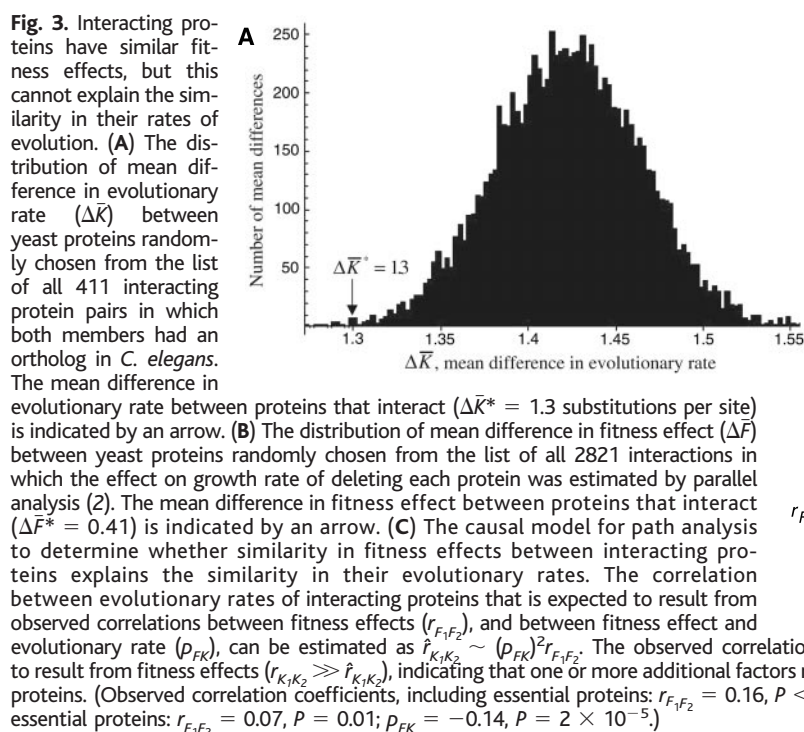 Fig. 3. Interacting pro-
teins have similar fit-
ness effects, but this
cannot explain the sim-
ilarity in their rates of
evolution. (A) The dis-
tribution of mean dif-
ference in evolutionary
rate (ΔK̄) between
yeast proteins random-
ly chosen from the list
of all 411 interacting
protein pairs in which
both members had an
ortholog in C. elegans.
The mean difference in
evolutionary rate between proteins that interact (ΔK̄* = 1.3 substitutions per site)
is indicated by an arrow. (B) The distribution of mean difference in fitness effect (ΔF̄)
between yeast proteins randomly chosen from the list of all 2821 interactions in
which the effect on growth rate of deleting each protein was estimated by parallel
analysis (2). The mean difference in fitness effect between proteins that interact
(ΔF̄* = 0.41) is indicated by an arrow. (C) The causal model for path analysis
to determine whether similarity in fitness effects between interacting pro-
teins explains the similarity in their evolutionary rates. The correlation
between evolutionary rates of interacting proteins that is expected to result from
observed correlations between fitness effects (r_F₁F₂), and between fitness effect and
evolutionary rate (p_FK), can be estimated as r̂_K₁K₂ ~ (p_FK)²r_F₁F₂. The observed correlatio
to result from fitness effects (r_K₁K₂ ≫ r̂_K₁K₂), indicating that one or more additional factors
proteins. (Observed correlation coefficients, including essential proteins: r_F₁F₂ = 0.16, P <
essential proteins: r_F₁F₂ = 0.07, P = 0.01; p_FK = −0.14, P = 2 × 10⁻⁵.)
A
Number of mean differences
250
200
150
100
50
ΔK̄* = 1.3
1.3 1.35 1.4 1.45 1.5 1.55
ΔK̄, mean difference in evolutionary rate